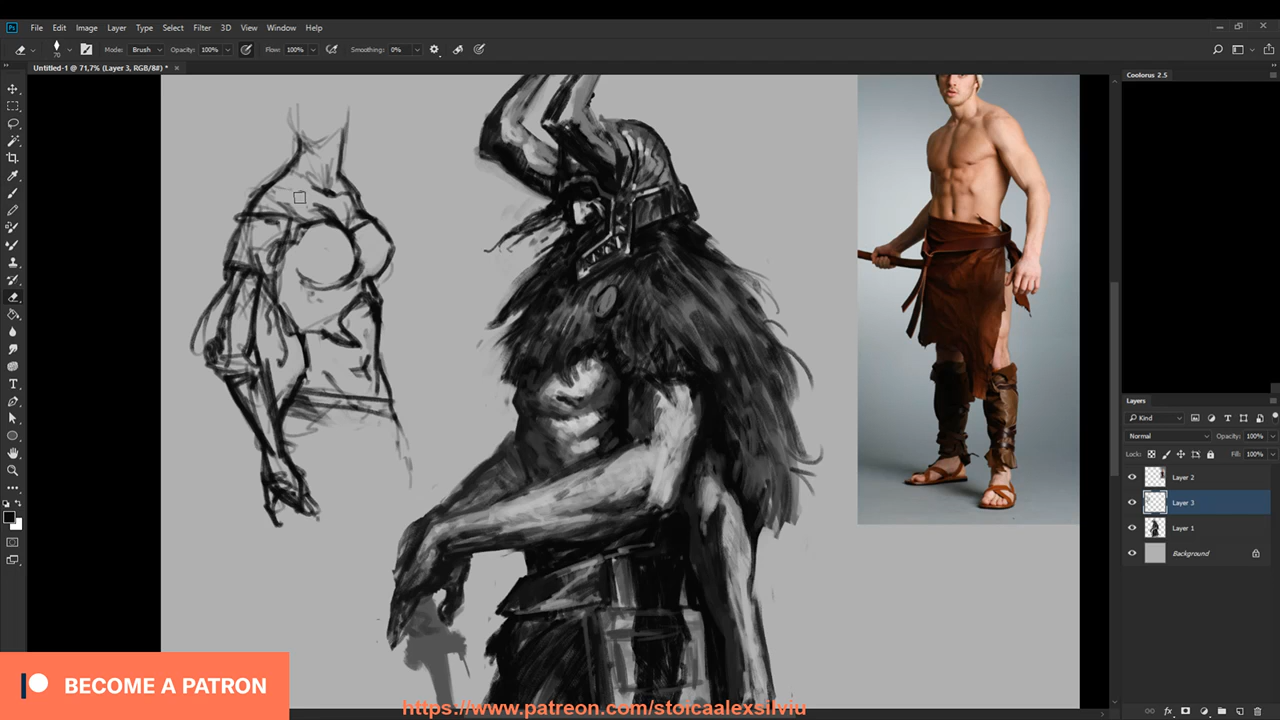 Ps File Edit Image Layer Type Select Filter 3D View Window Help
70 Mode: Brush Opacity: 100% Flow: 100% Smoothing: 0%
Untitled-1 @ 71,7% (Layer 3, RGB/8#) * ×
Coolorus 2.5
Layers
Kind
Normal Opacity: 100%
Lock: Fill: 100%
Layer 2
Layer 3
Layer 1
Background
BECOME A PATRON
https://www.patreon.com/stoicaalexsilviu